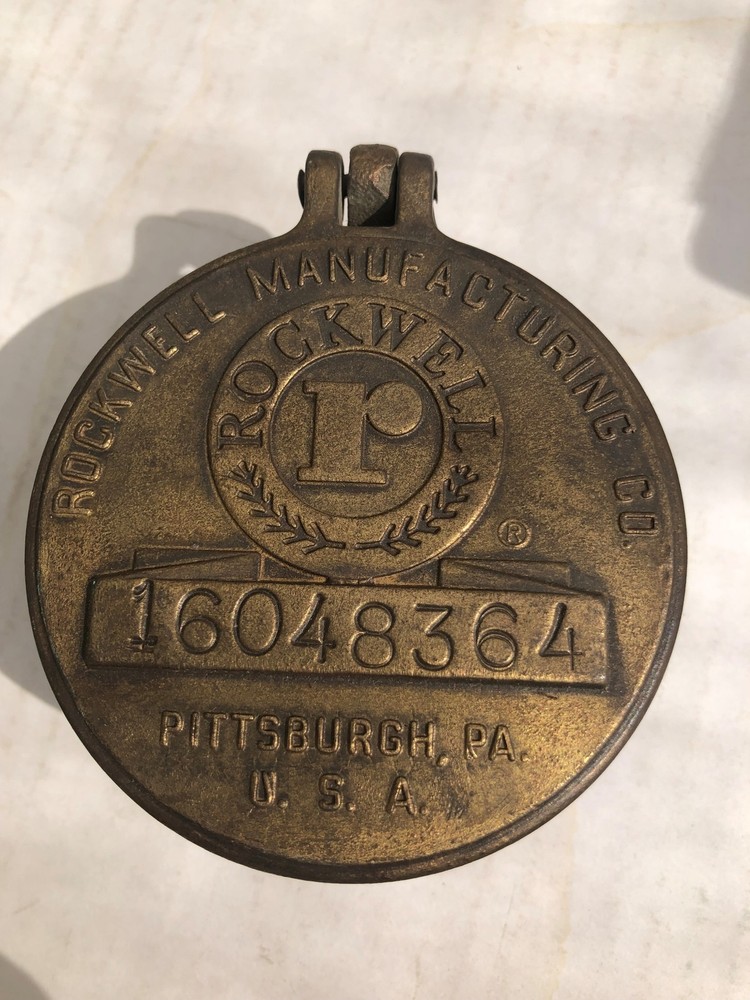 ROCKWELL MANUFACTURING CO.
ROCKWELL
r
®
16048364
PITTSBURGH, PA.
U. S. A.